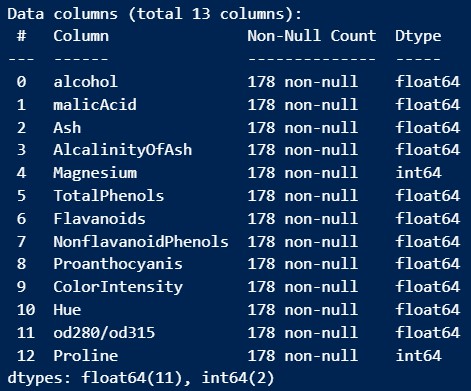 Data columns (total 13 columns):
 #   Column                Non-Null Count  Dtype
---  ------                --------------  -----
 0   alcohol               178 non-null    float64
 1   malicAcid             178 non-null    float64
 2   Ash                   178 non-null    float64
 3   AlcalinityOfAsh       178 non-null    float64
 4   Magnesium             178 non-null    int64
 5   TotalPhenols          178 non-null    float64
 6   Flavanoids            178 non-null    float64
 7   NonflavanoidPhenols   178 non-null    float64
 8   Proanthocyanis        178 non-null    float64
 9   ColorIntensity        178 non-null    float64
 10  Hue                   178 non-null    float64
 11  od280/od315           178 non-null    float64
 12  Proline               178 non-null    int64
dtypes: float64(11), int64(2)